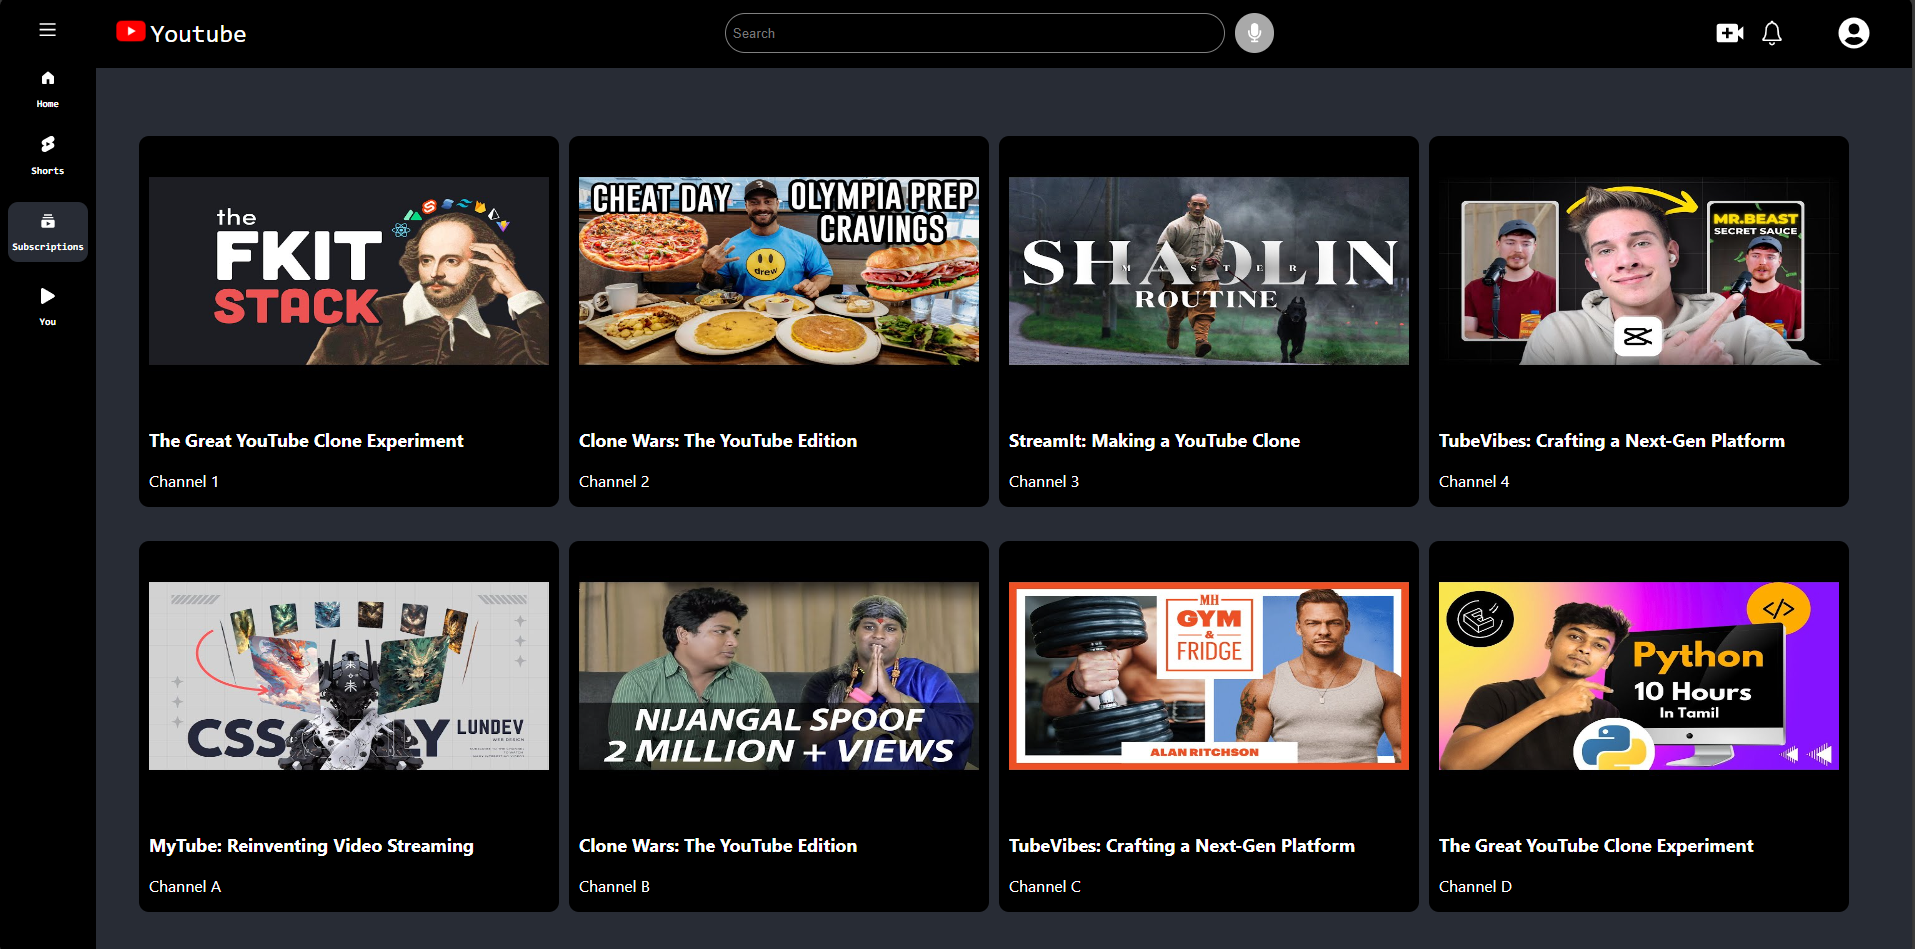 Youtube
Search
Home
Shorts
Subscriptions
You
the
FKIT
STACK
The Great YouTube Clone Experiment
Channel 1
CHEAT DAY OLYMPIA PREP
CRAVINGS
drew
Clone Wars: The YouTube Edition
Channel 2
SHAOLIN
MASTER
ROUTINE
StreamIt: Making a YouTube Clone
Channel 3
MR.BEAST
SECRET SAUCE
TubeVibes: Crafting a Next-Gen Platform
Channel 4
CSS ONLY
LUNDEV
WEB DESIGN
MyTube: Reinventing Video Streaming
Channel A
NIJANGAL SPOOF
2 MILLION + VIEWS
Clone Wars: The YouTube Edition
Channel B
MH
GYM
&
FRIDGE
ALAN RITCHSON
TubeVibes: Crafting a Next-Gen Platform
Channel C
</>
Python
10 Hours
In Tamil
The Great YouTube Clone Experiment
Channel D